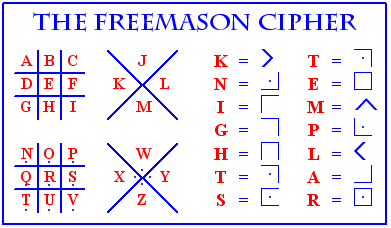 THE FREEMASON CIPHER
A B C
D E F
G H I
J
K L
M
N O P
Q R S
T U V
W
X Y
Z
K =
N =
I =
G =
H =
T =
S =
T =
E =
M =
P =
L =
A =
R =